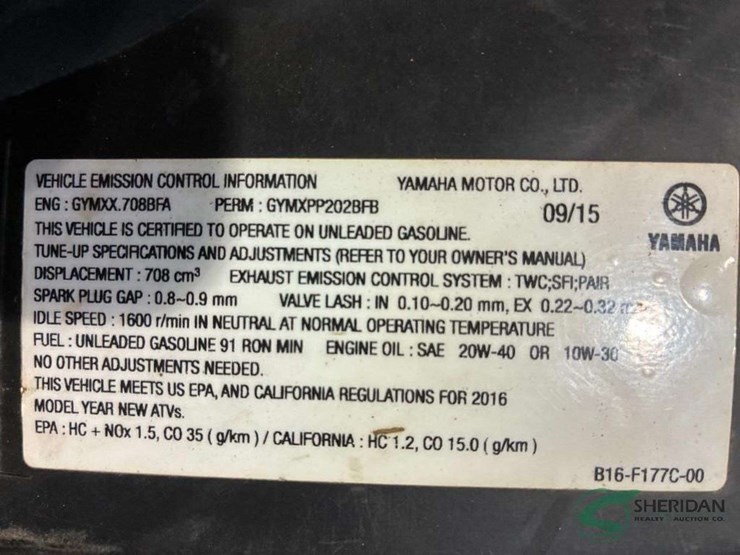 VEHICLE EMISSION CONTROL INFORMATION YAMAHA MOTOR CO., LTD.
ENG : GYMXX.708BFA PERM : GYMXPP202BFB 09/15
YAMAHA
THIS VEHICLE IS CERTIFIED TO OPERATE ON UNLEADED GASOLINE.
TUNE-UP SPECIFICATIONS AND ADJUSTMENTS (REFER TO YOUR OWNER'S MANUAL)
DISPLACEMENT : 708 cm³ EXHAUST EMISSION CONTROL SYSTEM : TWC;SFI;PAIR
SPARK PLUG GAP : 0.8~0.9 mm VALVE LASH : IN 0.10~0.20 mm, EX 0.22~0.32
IDLE SPEED : 1600 r/min IN NEUTRAL AT NORMAL OPERATING TEMPERATURE
FUEL : UNLEADED GASOLINE 91 RON MIN ENGINE OIL : SAE 20W-40 OR 10W-30
NO OTHER ADJUSTMENTS NEEDED.
THIS VEHICLE MEETS US EPA, AND CALIFORNIA REGULATIONS FOR 2016
MODEL YEAR NEW ATVs.
EPA : HC + NOx 1.5, CO 35 ( g/km ) / CALIFORNIA : HC 1.2, CO 15.0 ( g/km )
B16-F177C-00
SHERIDAN
REALTY AUCTION CO.